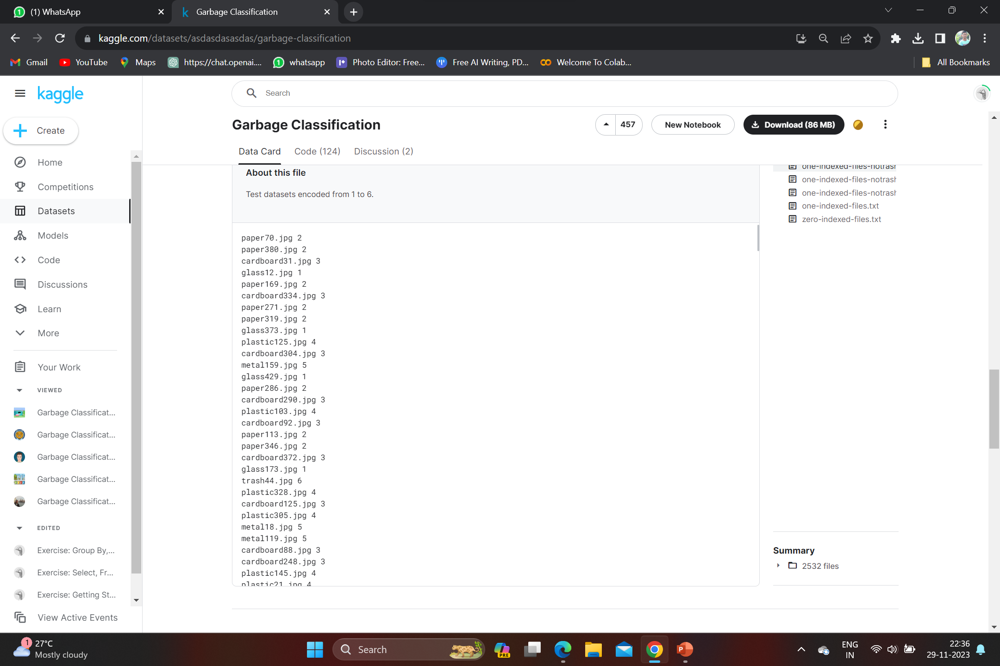 (1) WhatsApp
Garbage Classification
kaggle.com/datasets/asdasdasasdas/garbage-classification
Gmail YouTube Maps https://chat.openai.... whatsapp Photo Editor: Free... Free AI Writing, PD... Welcome To Colab... All Bookmarks
kaggle
Search
Create
Home
Competitions
Datasets
Models
Code
Discussions
Learn
More
Your Work
VIEWED
Garbage Classificat...
Garbage Classificat...
Garbage Classificat...
Garbage Classificat...
Garbage Classificat...
EDITED
Exercise: Group By,...
Exercise: Select, Fr...
Exercise: Getting St...
View Active Events
Garbage Classification
457
New Notebook
Download (86 MB)
Data Card Code (124) Discussion (2)
About this file
Test datasets encoded from 1 to 6.
paper70.jpg 2
paper380.jpg 2
cardboard31.jpg 3
glass12.jpg 1
paper169.jpg 2
cardboard334.jpg 3
paper271.jpg 2
paper319.jpg 2
glass373.jpg 1
plastic125.jpg 4
cardboard304.jpg 3
metal159.jpg 5
glass429.jpg 1
paper286.jpg 2
cardboard290.jpg 3
plastic103.jpg 4
cardboard92.jpg 3
paper113.jpg 2
paper346.jpg 2
cardboard372.jpg 3
glass173.jpg 1
trash44.jpg 6
plastic328.jpg 4
cardboard125.jpg 3
plastic305.jpg 4
metal18.jpg 5
metal119.jpg 5
cardboard88.jpg 3
cardboard248.jpg 3
plastic145.jpg 4
plastic21.jpg 4
one-indexed-files-notrash
one-indexed-files-notrash
one-indexed-files-notrash
one-indexed-files.txt
zero-indexed-files.txt
Summary
2532 files
1
27°C
Mostly cloudy
Search
PRE
ENG
IN
22:36
29-11-2023